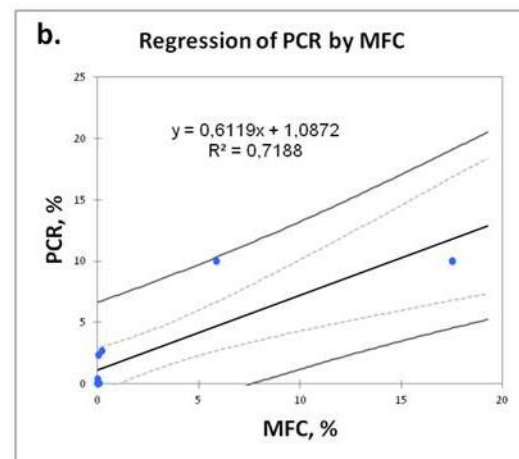 b.
Regression of PCR by MFC
25
y = 0,6119x + 1,0872
R² = 0,7188
20
15
PCR, %
10
5
0
0 5 10 15 20
MFC, %